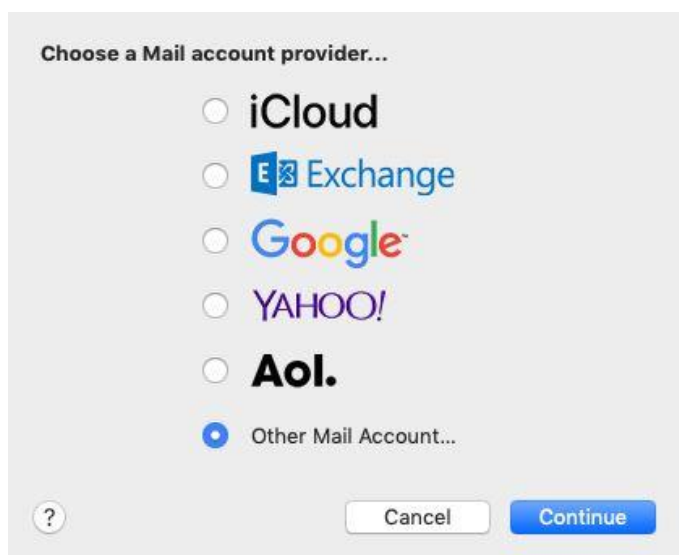 Choose a Mail account provider...
iCloud
E Exchange
Google
YAHOO!
Aol.
Other Mail Account...
? Cancel Continue